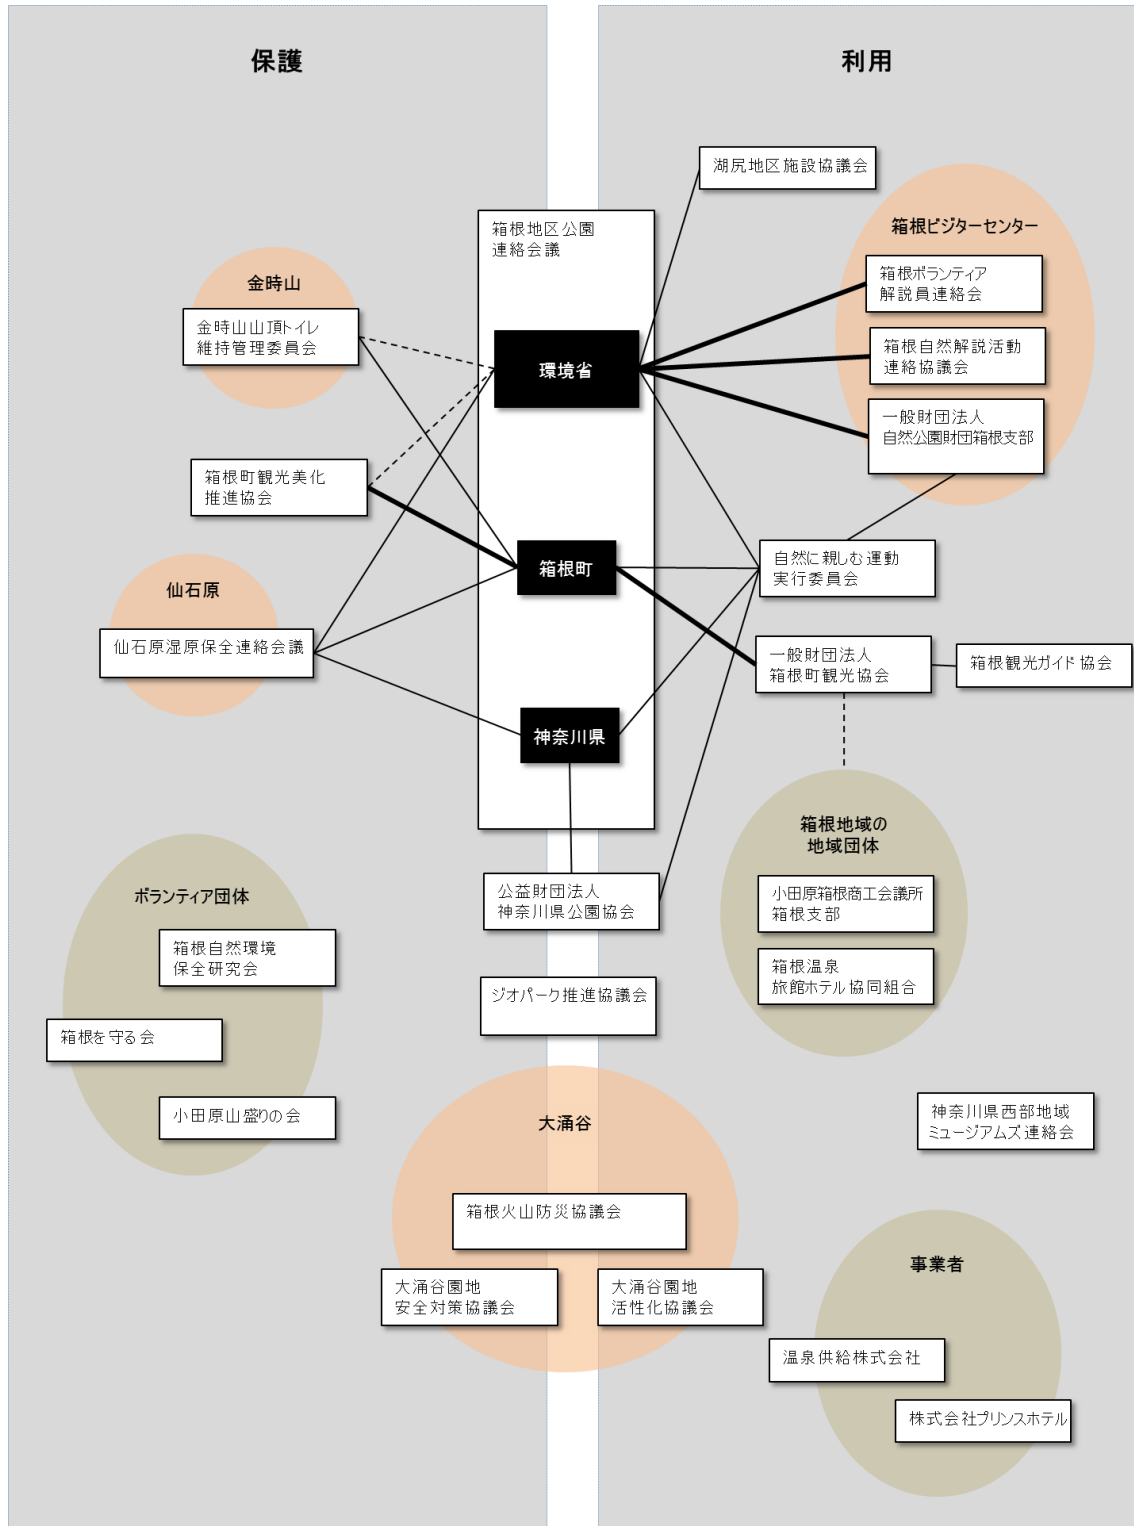 保護
利用
湖尻地区施設協議会
箱根地区公園
連絡会議
箱根ビジターセンター
箱根ボランティア
解説員連絡会
箱根自然解説活動
連絡協議会
一般財団法人
自然公園財団箱根支部
金時山
金時山山頂トイレ
維持管理委員会
環境省
箱根町観光美化
推進協会
箱根町
自然に親しむ運動
実行委員会
仙石原
仙石原湿原保全連絡会議
一般財団法人
箱根町観光協会
箱根観光ガイド協会
神奈川県
箱根地域の
地域団体
小田原箱根商工会議所
箱根支部
箱根温泉
旅館ホテル協同組合
公益財団法人
神奈川県公園協会
ジオパーク推進協議会
ボランティア団体
箱根自然環境
保全研究会
箱根を守る会
小田原山盛りの会
大涌谷
箱根火山防災協議会
大涌谷園地
安全対策協議会
大涌谷園地
活性化協議会
神奈川県西部地域
ミュージアムズ連絡会
事業者
温泉供給株式会社
株式会社プリンスホテル